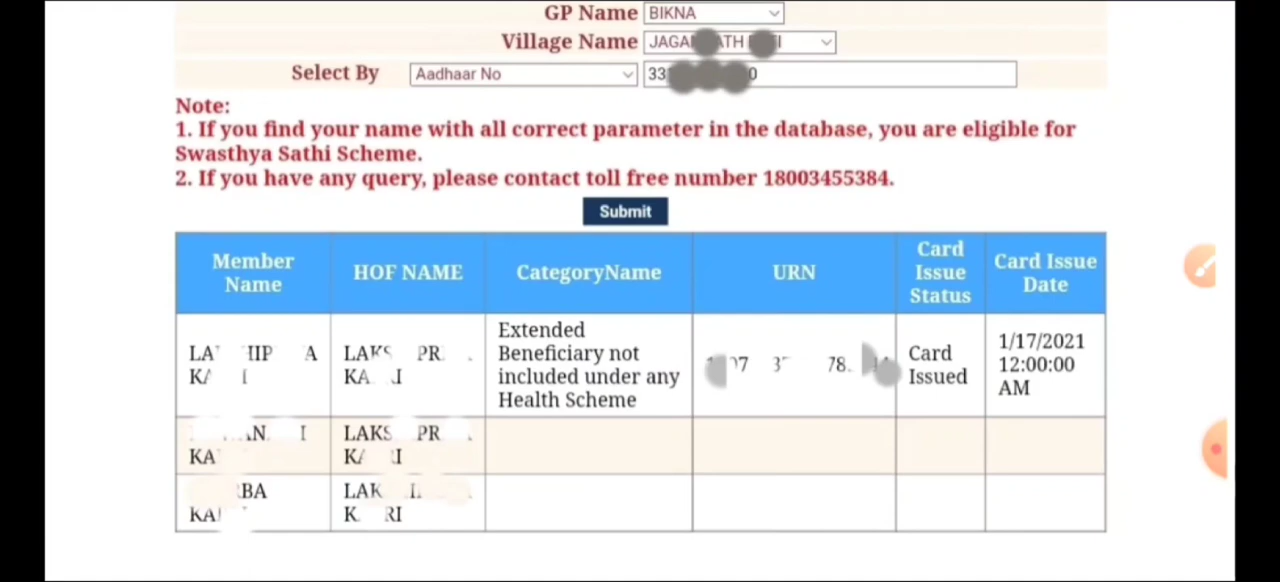 GP Name BIKNA
Village Name
Select By Aadhaar No
Note:
1. If you find your name with all correct parameter in the database, you are eligible for
Swasthya Sathi Scheme.
2. If you have any query, please contact toll free number 18003455384.
Submit
Member
Name
HOF NAME
CategoryName
URN
Card
Issue
Status
Card Issue
Date
Extended
Beneficiary not
included under any
Health Scheme
Card
Issued
1/17/2021
12:00:00
AM